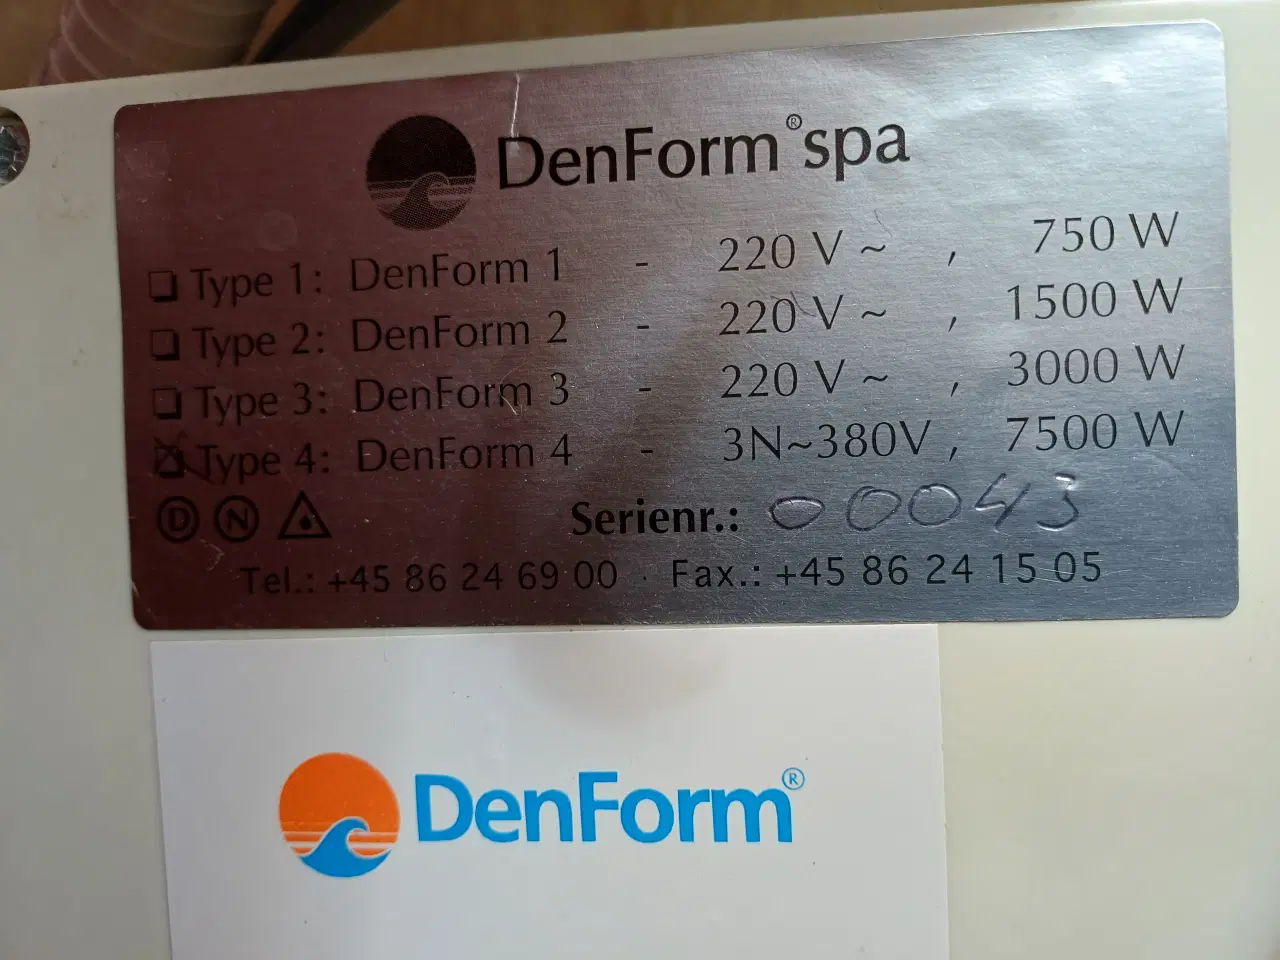 DenForm® spa
❏ Type 1: DenForm 1 - 220 V ~ , 750 W
❏ Type 2: DenForm 2 - 220 V ~ , 1500 W
❏ Type 3: DenForm 3 - 220 V ~ , 3000 W
☒ Type 4: DenForm 4 - 3N~380V , 7500 W
D N Serienr.: 00043
Tel.: +45 86 24 69 00 · Fax.: +45 86 24 15 05
DenForm®